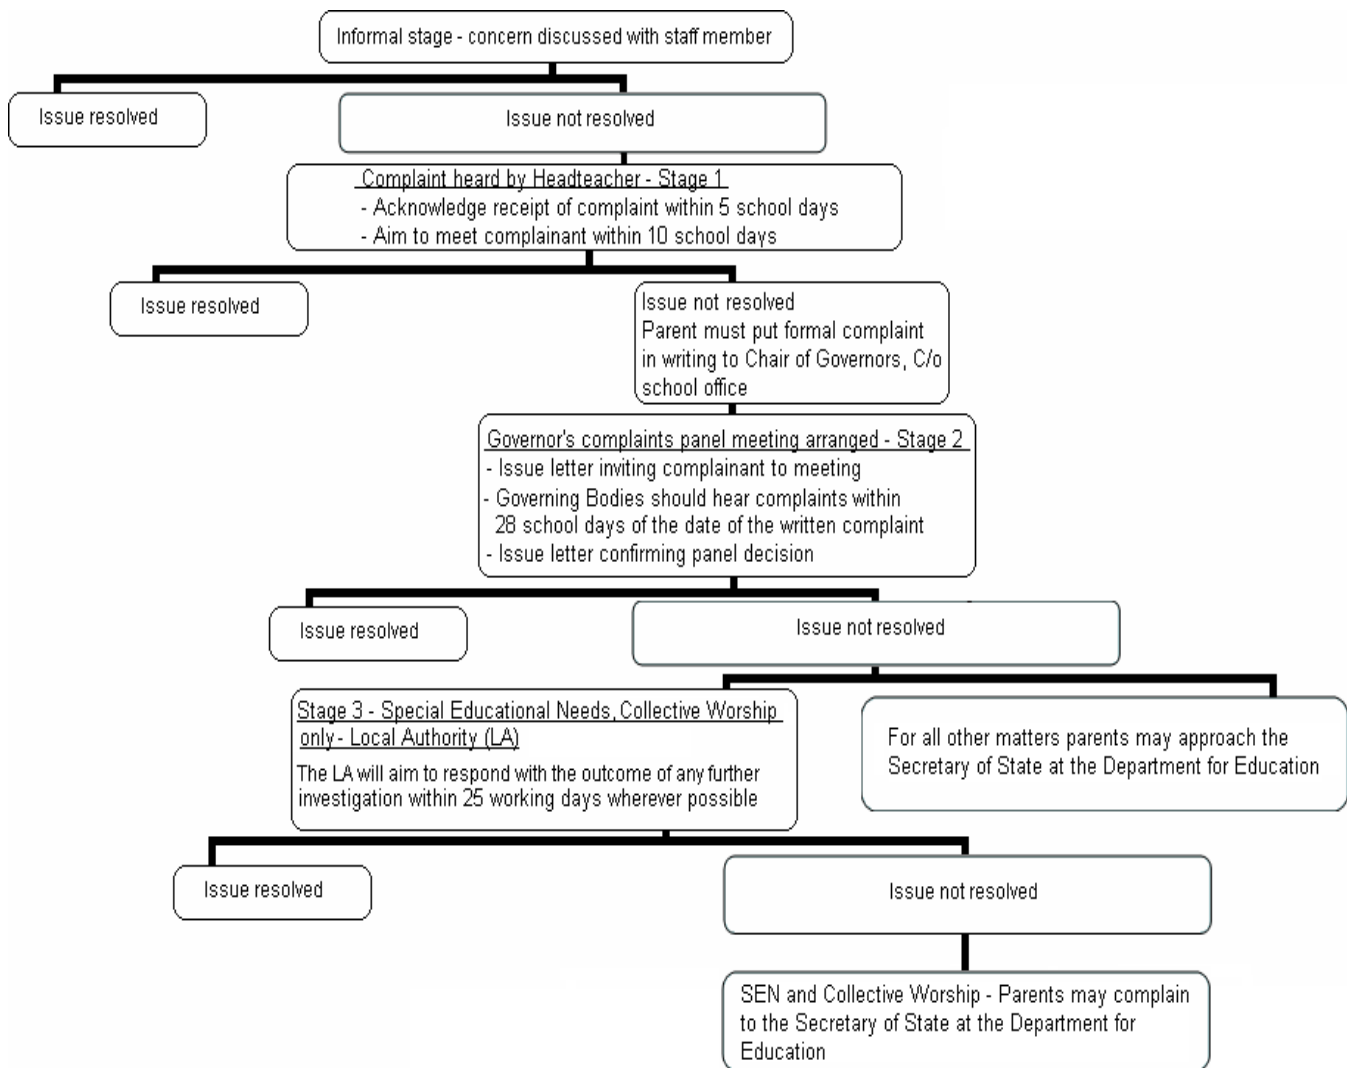 Informal stage - concern discussed with staff member
Issue resolved
Issue not resolved
Complaint heard by Headteacher - Stage 1
- Acknowledge receipt of complaint within 5 school days
- Aim to meet complainant within 10 school days
Issue resolved
Issue not resolved
Parent must put formal complaint
in writing to Chair of Governors, C/o
school office
Governor's complaints panel meeting arranged - Stage 2
- Issue letter inviting complainant to meeting
- Governing Bodies should hear complaints within
28 school days of the date of the written complaint
- Issue letter confirming panel decision
Issue resolved
Issue not resolved
Stage 3 - Special Educational Needs, Collective Worship
only - Local Authority (LA)
The LA will aim to respond with the outcome of any further
investigation within 25 working days wherever possible
For all other matters parents may approach the
Secretary of State at the Department for Education
Issue resolved
Issue not resolved
SEN and Collective Worship - Parents may complain
to the Secretary of State at the Department for
Education